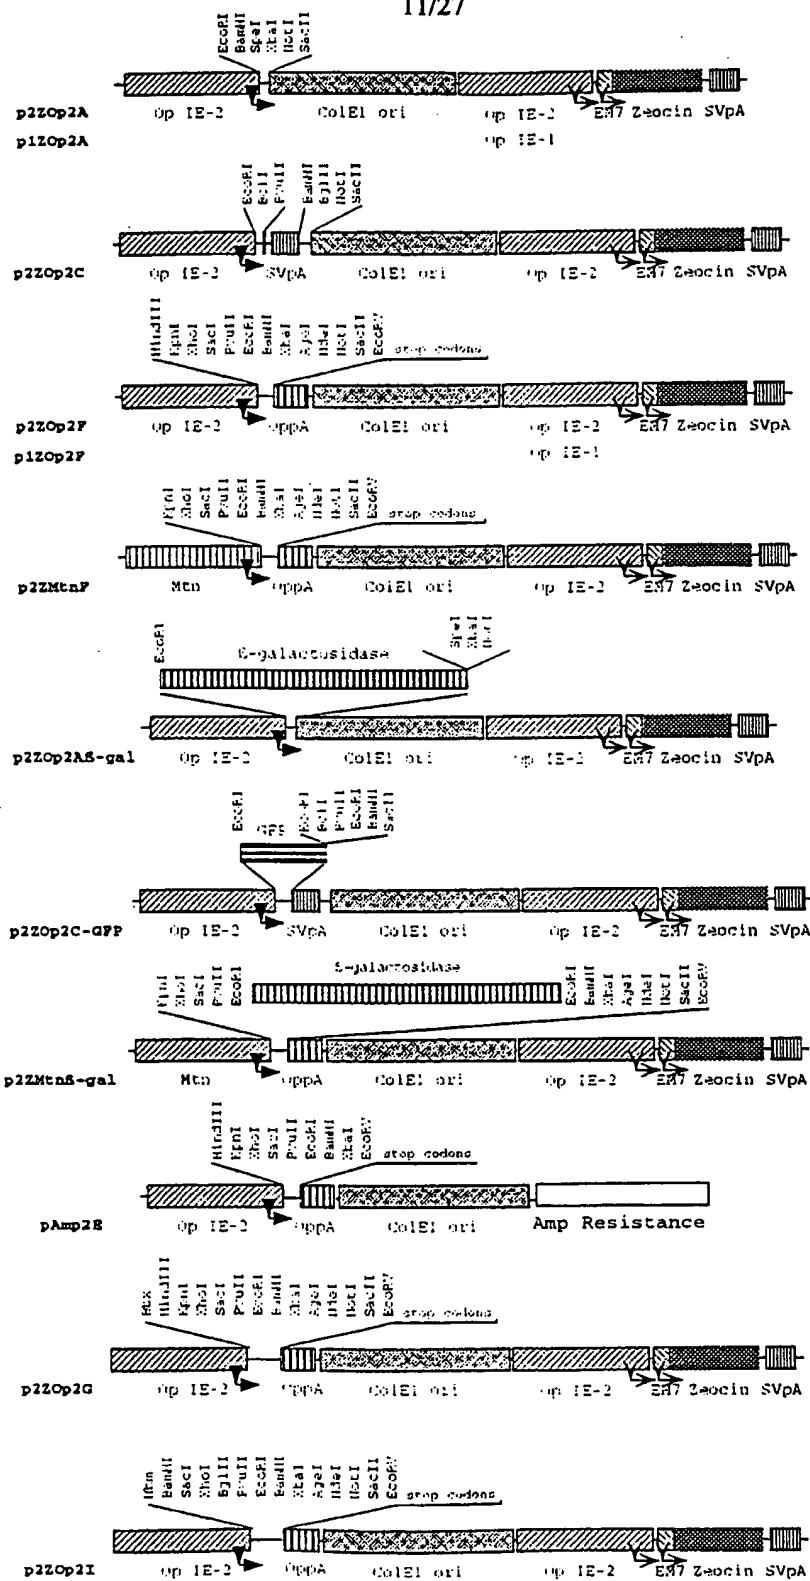 11/27
EcoRI BamHI SpeI XbaI NotI SacII
p2ZOp2A Op IE-2 ColE1 ori Op IE-2 EM7 Zeocin SVpA
p1ZOp2A Op IE-1
EcoRI BclI PvuII BamHI BglII NotI SacII
p2ZOp2C Op IE-2 SVpA ColE1 ori Op IE-2 EM7 Zeocin SVpA
HindIII KpnI XhoI SacI PvuII EcoRI BamHI XbaI AgeI NdeI NotI SacII EcoRV stop codons
p2ZOp2F Op IE-2 OppA ColE1 ori Op IE-2 EM7 Zeocin SVpA
p1ZOp2F Op IE-1
KpnI XhoI SacI PvuII EcoRI BamHI XbaI AgeI NdeI NotI SacII EcoRV stop codons
p2ZMtnF Mtn OppA ColE1 ori Op IE-2 EM7 Zeocin SVpA
EcoRI ß-galactosidase SpeI XbaI NotI
p2ZOp2Aß-gal Op IE-2 ColE1 ori Op IE-2 EM7 Zeocin SVpA
EcoRI GFP EcoRI BclI PvuII EcoRI BamHI SacII
p2ZOp2C-GFP Op IE-2 SVpA ColE1 ori Op IE-2 EM7 Zeocin SVpA
KpnI XhoI SacI PvuII EcoRI ß-galactosidase EcoRI BamHI XbaI AgeI NdeI NotI SacII EcoRV
p2ZMtnß-gal Mtn OppA ColE1 ori Op IE-2 EM7 Zeocin SVpA
HindIII KpnI XhoI SacI PvuII EcoRI BamHI XbaI EcoRV stop codons
pAmp2E Op IE-2 OppA ColE1 ori Amp Resistance
HindIII KpnI XhoI SacI PvuII EcoRI BamHI XbaI AgeI NdeI NotI SacII EcoRV stop codons
p2ZOp2G Op IE-2 OppA ColE1 ori Op IE-2 EM7 Zeocin SVpA
BamHI SacI XhoI BglII PvuII EcoRI BamHI XbaI AgeI NdeI NotI SacII EcoRV stop codons
p2ZOp2I Op IE-2 OppA ColE1 ori Op IE-2 EM7 Zeocin SVpA